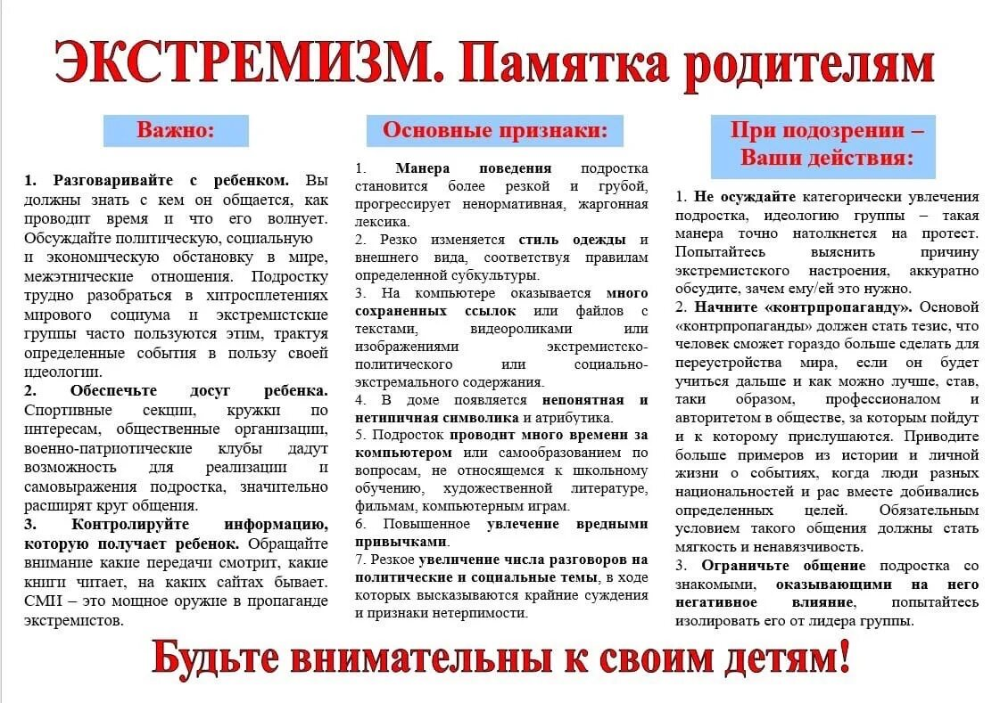 ЭКСТРЕМИЗМ. Памятка родителям
Важно:
1. Разговаривайте с ребенком. Вы
должны знать с кем он общается, как
проводит время и что его волнует.
Обсуждайте политическую, социальную
и экономическую обстановку в мире,
межэтнические отношения. Подростку
трудно разобраться в хитросплетениях
мирового социума и экстремистские
группы часто пользуются этим, трактуя
определенные события в пользу своей
идеологии.
2. Обеспечьте досуг ребенка.
Спортивные секции, кружки по
интересам, общественные организации,
военно-патриотические клубы дадут
возможность для реализации и
самовыражения подростка, значительно
расширят круг общения.
3. Контролируйте информацию,
которую получает ребенок. Обращайте
внимание какие передачи смотрит, какие
книги читает, на каких сайтах бывает.
СМИ – это мощное оружие в пропаганде
экстремистов.
Основные признаки:
1. Манера поведения подростка
становится более резкой и грубой,
прогрессирует ненормативная, жаргонная
лексика.
2. Резко изменяется стиль одежды и
внешнего вида, соответствуя правилам
определенной субкультуры.
3. На компьютере оказывается много
сохраненных ссылок или файлов с
текстами, видеороликами или
изображениями экстремистско-
политического или социально-
экстремального содержания.
4. В доме появляется непонятная и
нетипичная символика и атрибутика.
5. Подросток проводит много времени за
компьютером или самообразованием по
вопросам, не относящемся к школьному
обучению, художественной литературе,
фильмам, компьютерным играм.
6. Повышенное увлечение вредными
привычками.
7. Резкое увеличение числа разговоров на
политические и социальные темы, в ходе
которых высказываются крайние суждения
и признаки нетерпимости.
При подозрении –
Ваши действия:
1. Не осуждайте категорически увлечения
подростка, идеологию группы – такая
манера точно натолкнется на протест.
Попытайтесь выяснить причину
экстремистского настроения, аккуратно
обсудите, зачем ему/ей это нужно.
2. Начните «контрпропаганду». Основой
«контрпропаганды» должен стать тезис, что
человек сможет гораздо больше сделать для
переустройства мира, если он будет
учиться дальше и как можно лучше, став,
таки образом, профессионалом и
авторитетом в обществе, за которым пойдут
и к которому прислушаются. Приводите
больше примеров из истории и личной
жизни о событиях, когда люди разных
национальностей и рас вместе добивались
определенных целей. Обязательным
условием такого общения должны стать
мягкость и ненавязчивость.
3. Ограничьте общение подростка со
знакомыми, оказывающими на него
негативное влияние, попытайтесь
изолировать его от лидера группы.
Будьте внимательны к своим детям!